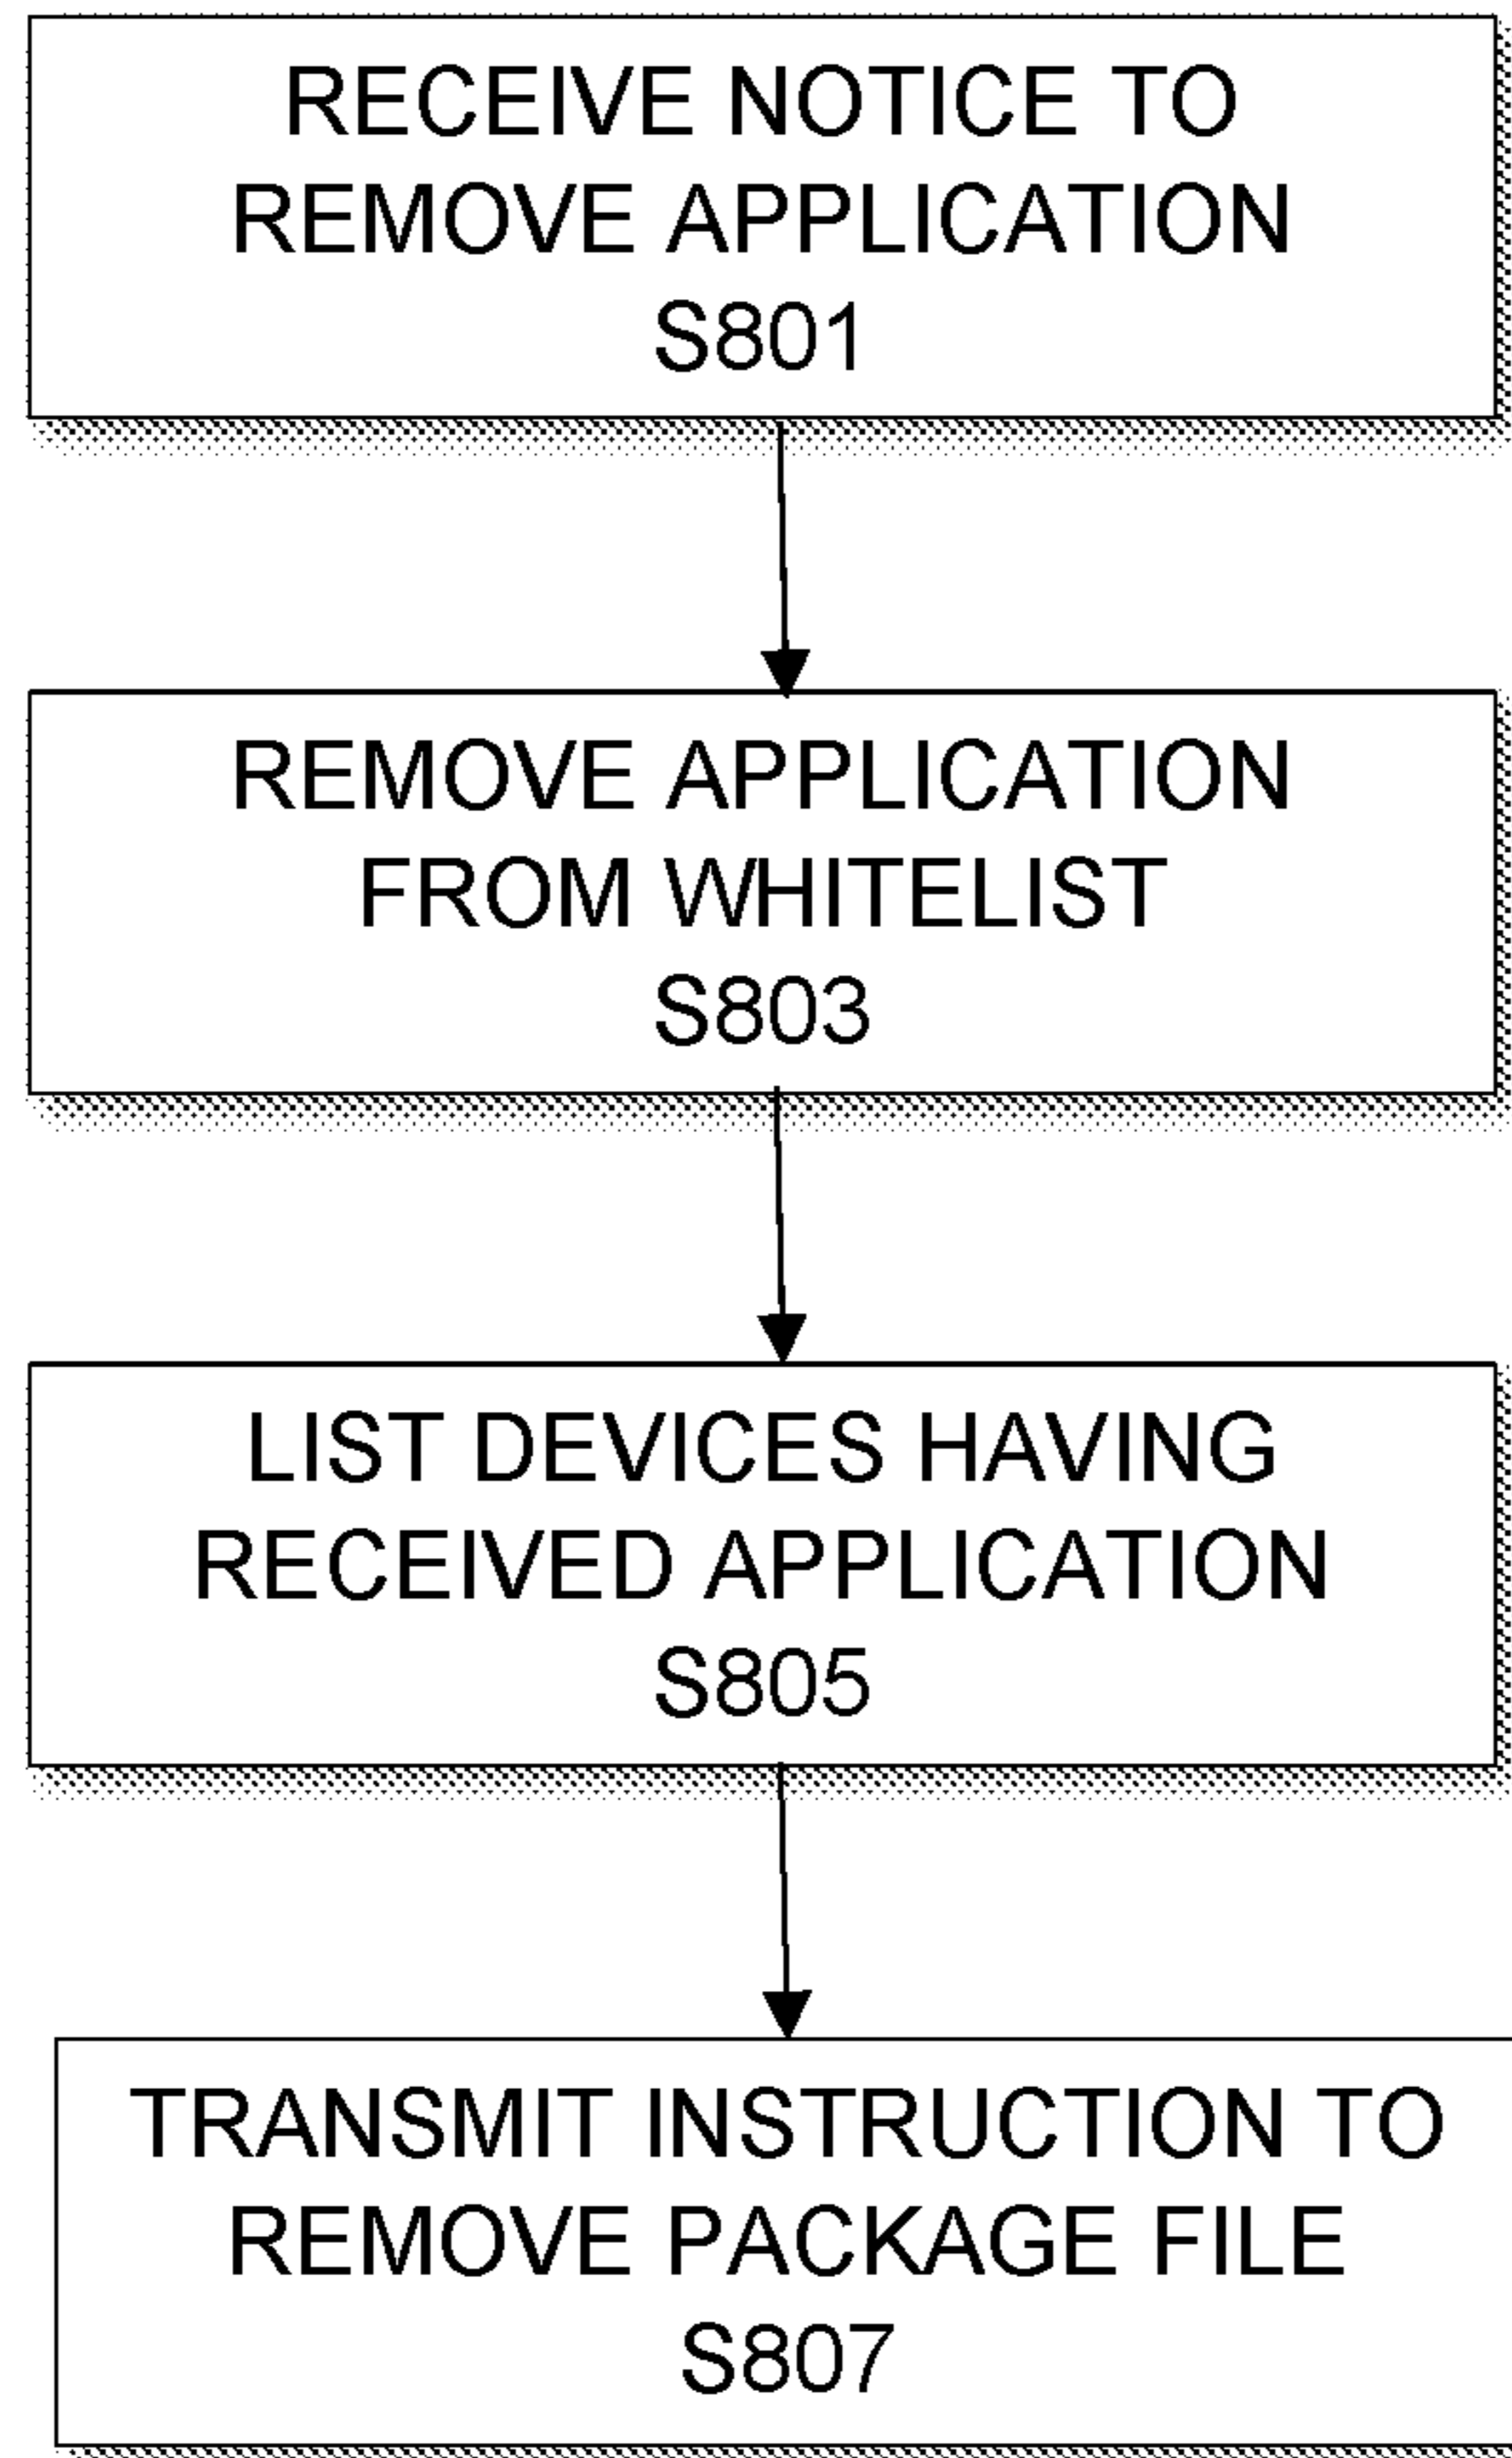 RECEIVE NOTICE TO
REMOVE APPLICATION
S801
REMOVE APPLICATION
FROM WHITELIST
S803
LIST DEVICES HAVING
RECEIVED APPLICATION
S805
TRANSMIT INSTRUCTION TO
REMOVE PACKAGE FILE
S807